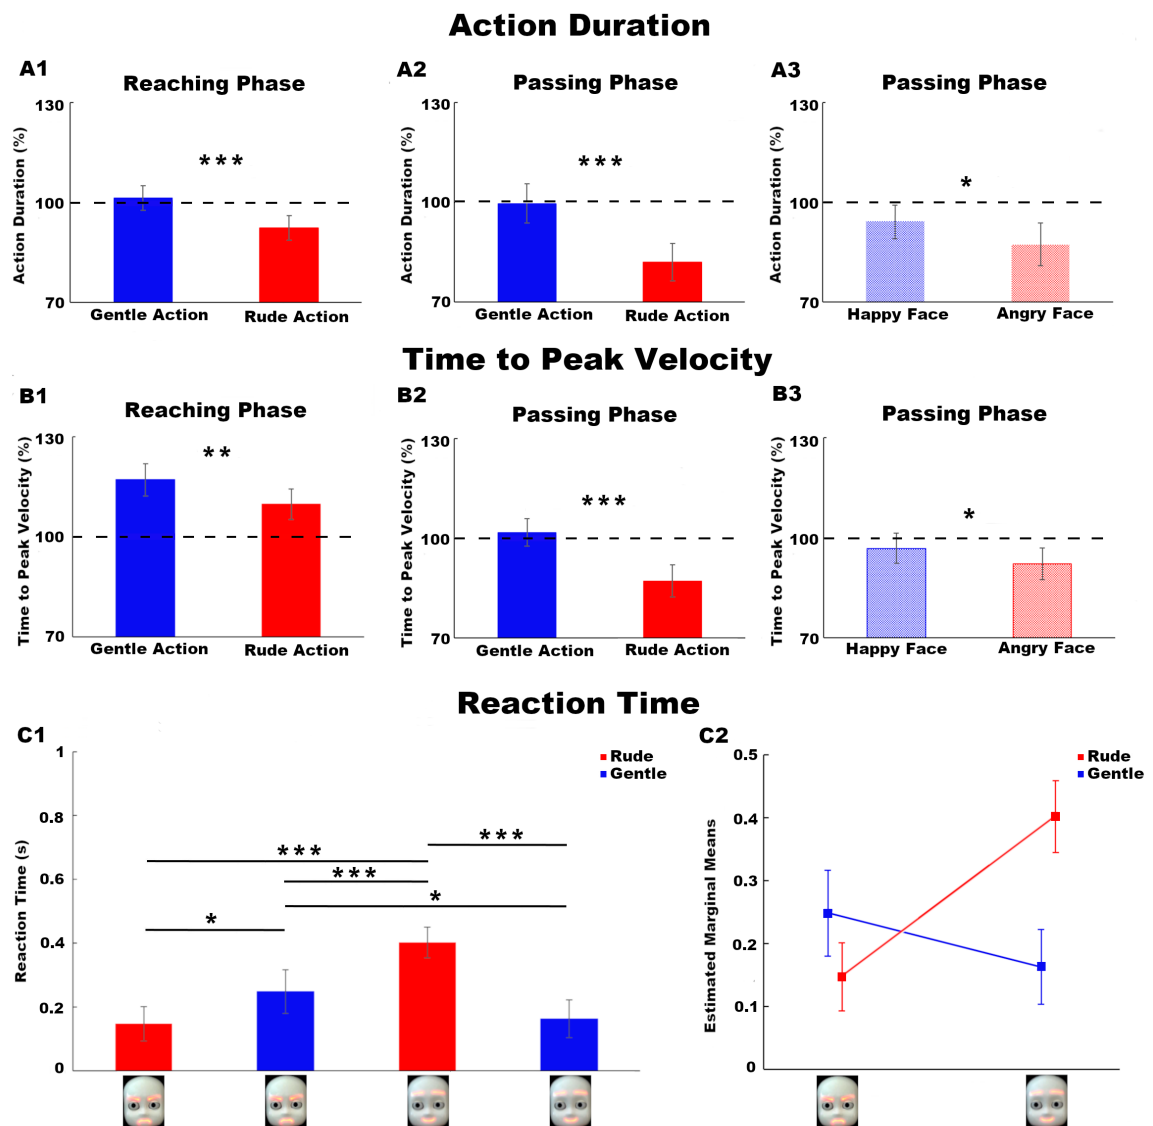 Action Duration
A1
Reaching Phase
Action Duration (%)
130
100
70
***
Gentle Action
Rude Action
A2
Passing Phase
Action Duration (%)
130
100
70
***
Gentle Action
Rude Action
A3
Passing Phase
Action Duration (%)
130
100
70
*
Happy Face
Angry Face
Time to Peak Velocity
B1
Reaching Phase
Time to Peak Velocity (%)
130
100
70
**
Gentle Action
Rude Action
B2
Passing Phase
Time to Peak Velocity (%)
130
100
70
***
Gentle Action
Rude Action
B3
Passing Phase
Time to Peak Velocity (%)
130
100
70
*
Happy Face
Angry Face
Reaction Time
C1
Reaction Time (s)
1
0.8
0.6
0.4
0.2
0
Rude
Gentle
***
***
***
*
*
C2
Estimated Marginal Means
0.5
0.4
0.3
0.2
0.1
0
Rude
Gentle